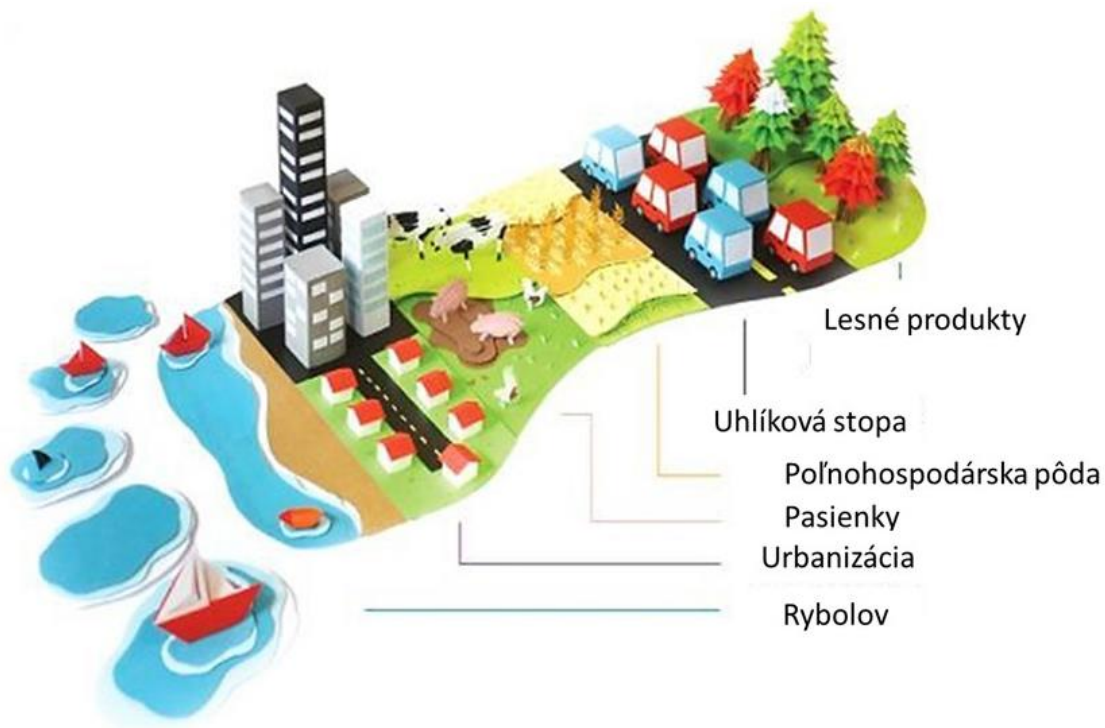 Lesné produkty
Uhlíková stopa
Poľnohospodárska pôda
Pasienky
Urbanizácia
Rybolov